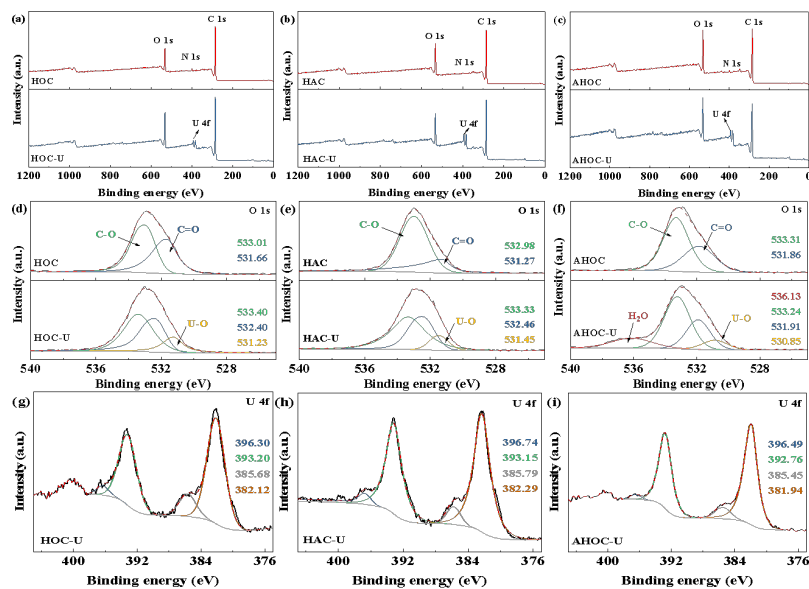 (a)
C 1s
O 1s
N 1s
HOC
U 4f
HOC-U
1200 1000 800 600 400 200 0
Binding energy (eV)
Intensity (a.u.)
(b)
C 1s
O 1s
N 1s
HAC
U 4f
HAC-U
1200 1000 800 600 400 200 0
Binding energy (eV)
Intensity (a.u.)
(c)
O 1s
C 1s
N 1s
AHOC
U 4f
AHOC-U
1200 1000 800 600 400 200 0
Binding energy (eV)
Intensity (a.u.)
(d)
O 1s
C-O
C=O
533.01
531.66
HOC
533.40
532.40
531.23
U-O
HOC-U
540 536 532 528
Binding energy (eV)
Intensity (a.u.)
(e)
O 1s
C-O
C=O
532.98
531.27
HAC
533.33
532.46
531.45
U-O
HAC-U
540 536 532 528
Binding energy (eV)
Intensity (a.u.)
(f)
O 1s
C-O
C=O
533.31
531.86
AHOC
536.13
533.24
531.91
530.85
H2O
U-O
AHOC-U
540 536 532 528
Binding energy (eV)
Intensity (a.u.)
(g)
U 4f
396.30
393.20
385.68
382.12
HOC-U
400 392 384 376
Binding energy (eV)
Intensity (a.u.)
(h)
U 4f
396.74
393.15
385.79
382.29
HAC-U
400 392 384 376
Binding energy (eV)
Intensity (a.u.)
(i)
U 4f
396.49
392.76
385.45
381.94
AHOC-U
400 392 384 376
Binding energy (eV)
Intensity (a.u.)